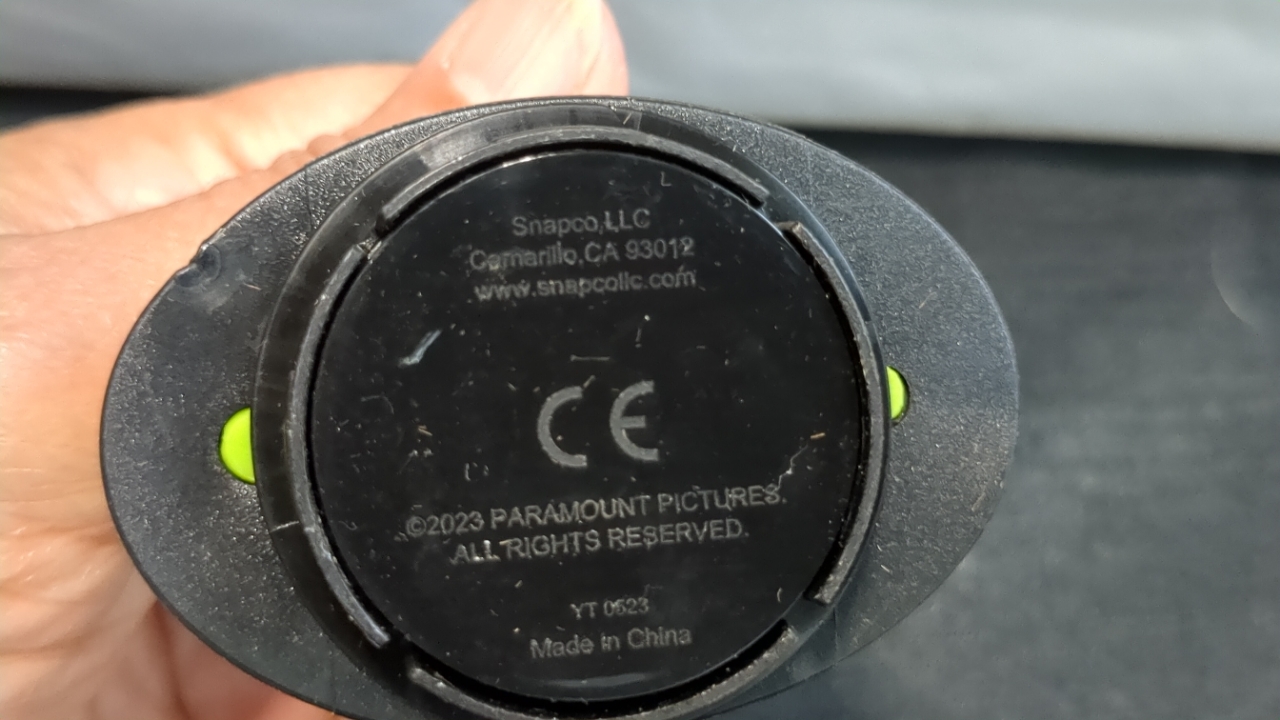 Snapco,LLC
Camarillo,CA 93012
www.snapcollc.com
CE
©2023 PARAMOUNT PICTURES.
ALL RIGHTS RESERVED.
YT 0523
Made in China